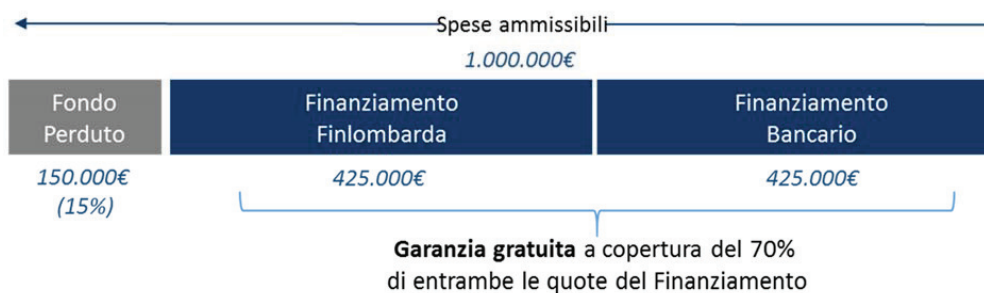 Spese ammissibili
1.000.000€
Fondo
Perduto
Finanziamento
Finlombarda
Finanziamento
Bancario
150.000€
(15%)
425.000€
425.000€
Garanzia gratuita a copertura del 70%
di entrambe le quote del Finanziamento